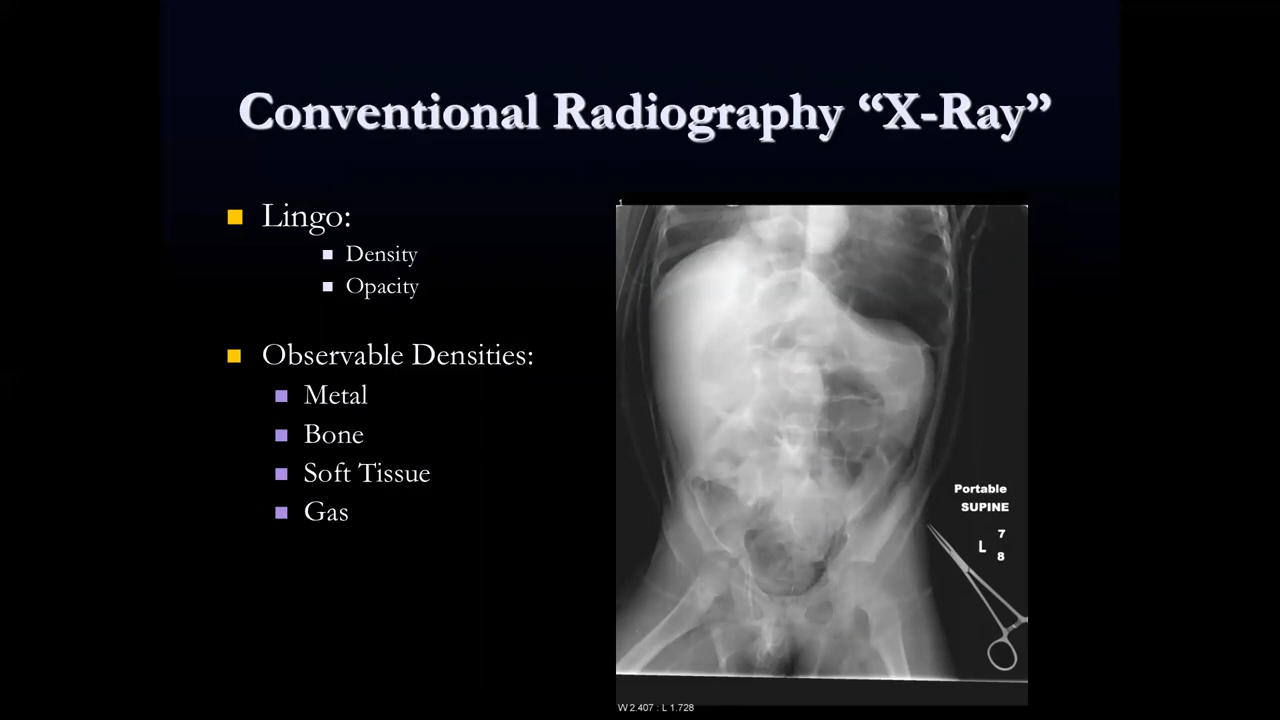 Conventional Radiography “X-Ray”
Lingo:
Density
Opacity
Observable Densities:
Metal
Bone
Soft Tissue
Gas
1
Portable
SUPINE
7
L
8
W 2.407 : L 1.728